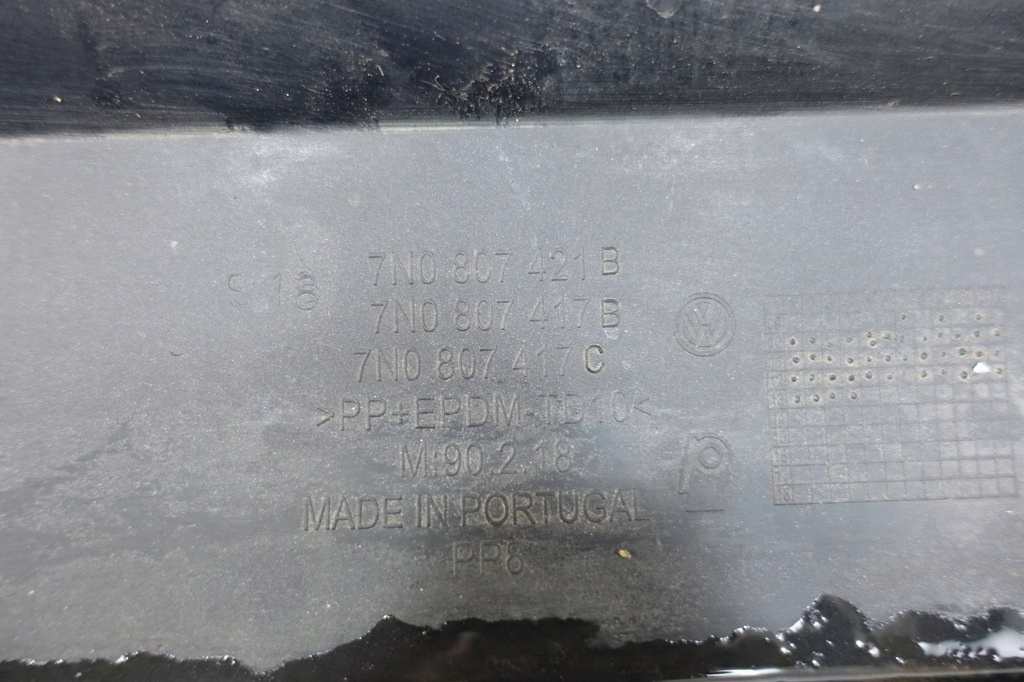 7N0 807 421 B
7N0 807 417 B
7N0 807 417 C
>PP+EPDM-TD10<
M:90.2.18
MADE IN PORTUGAL
PP8